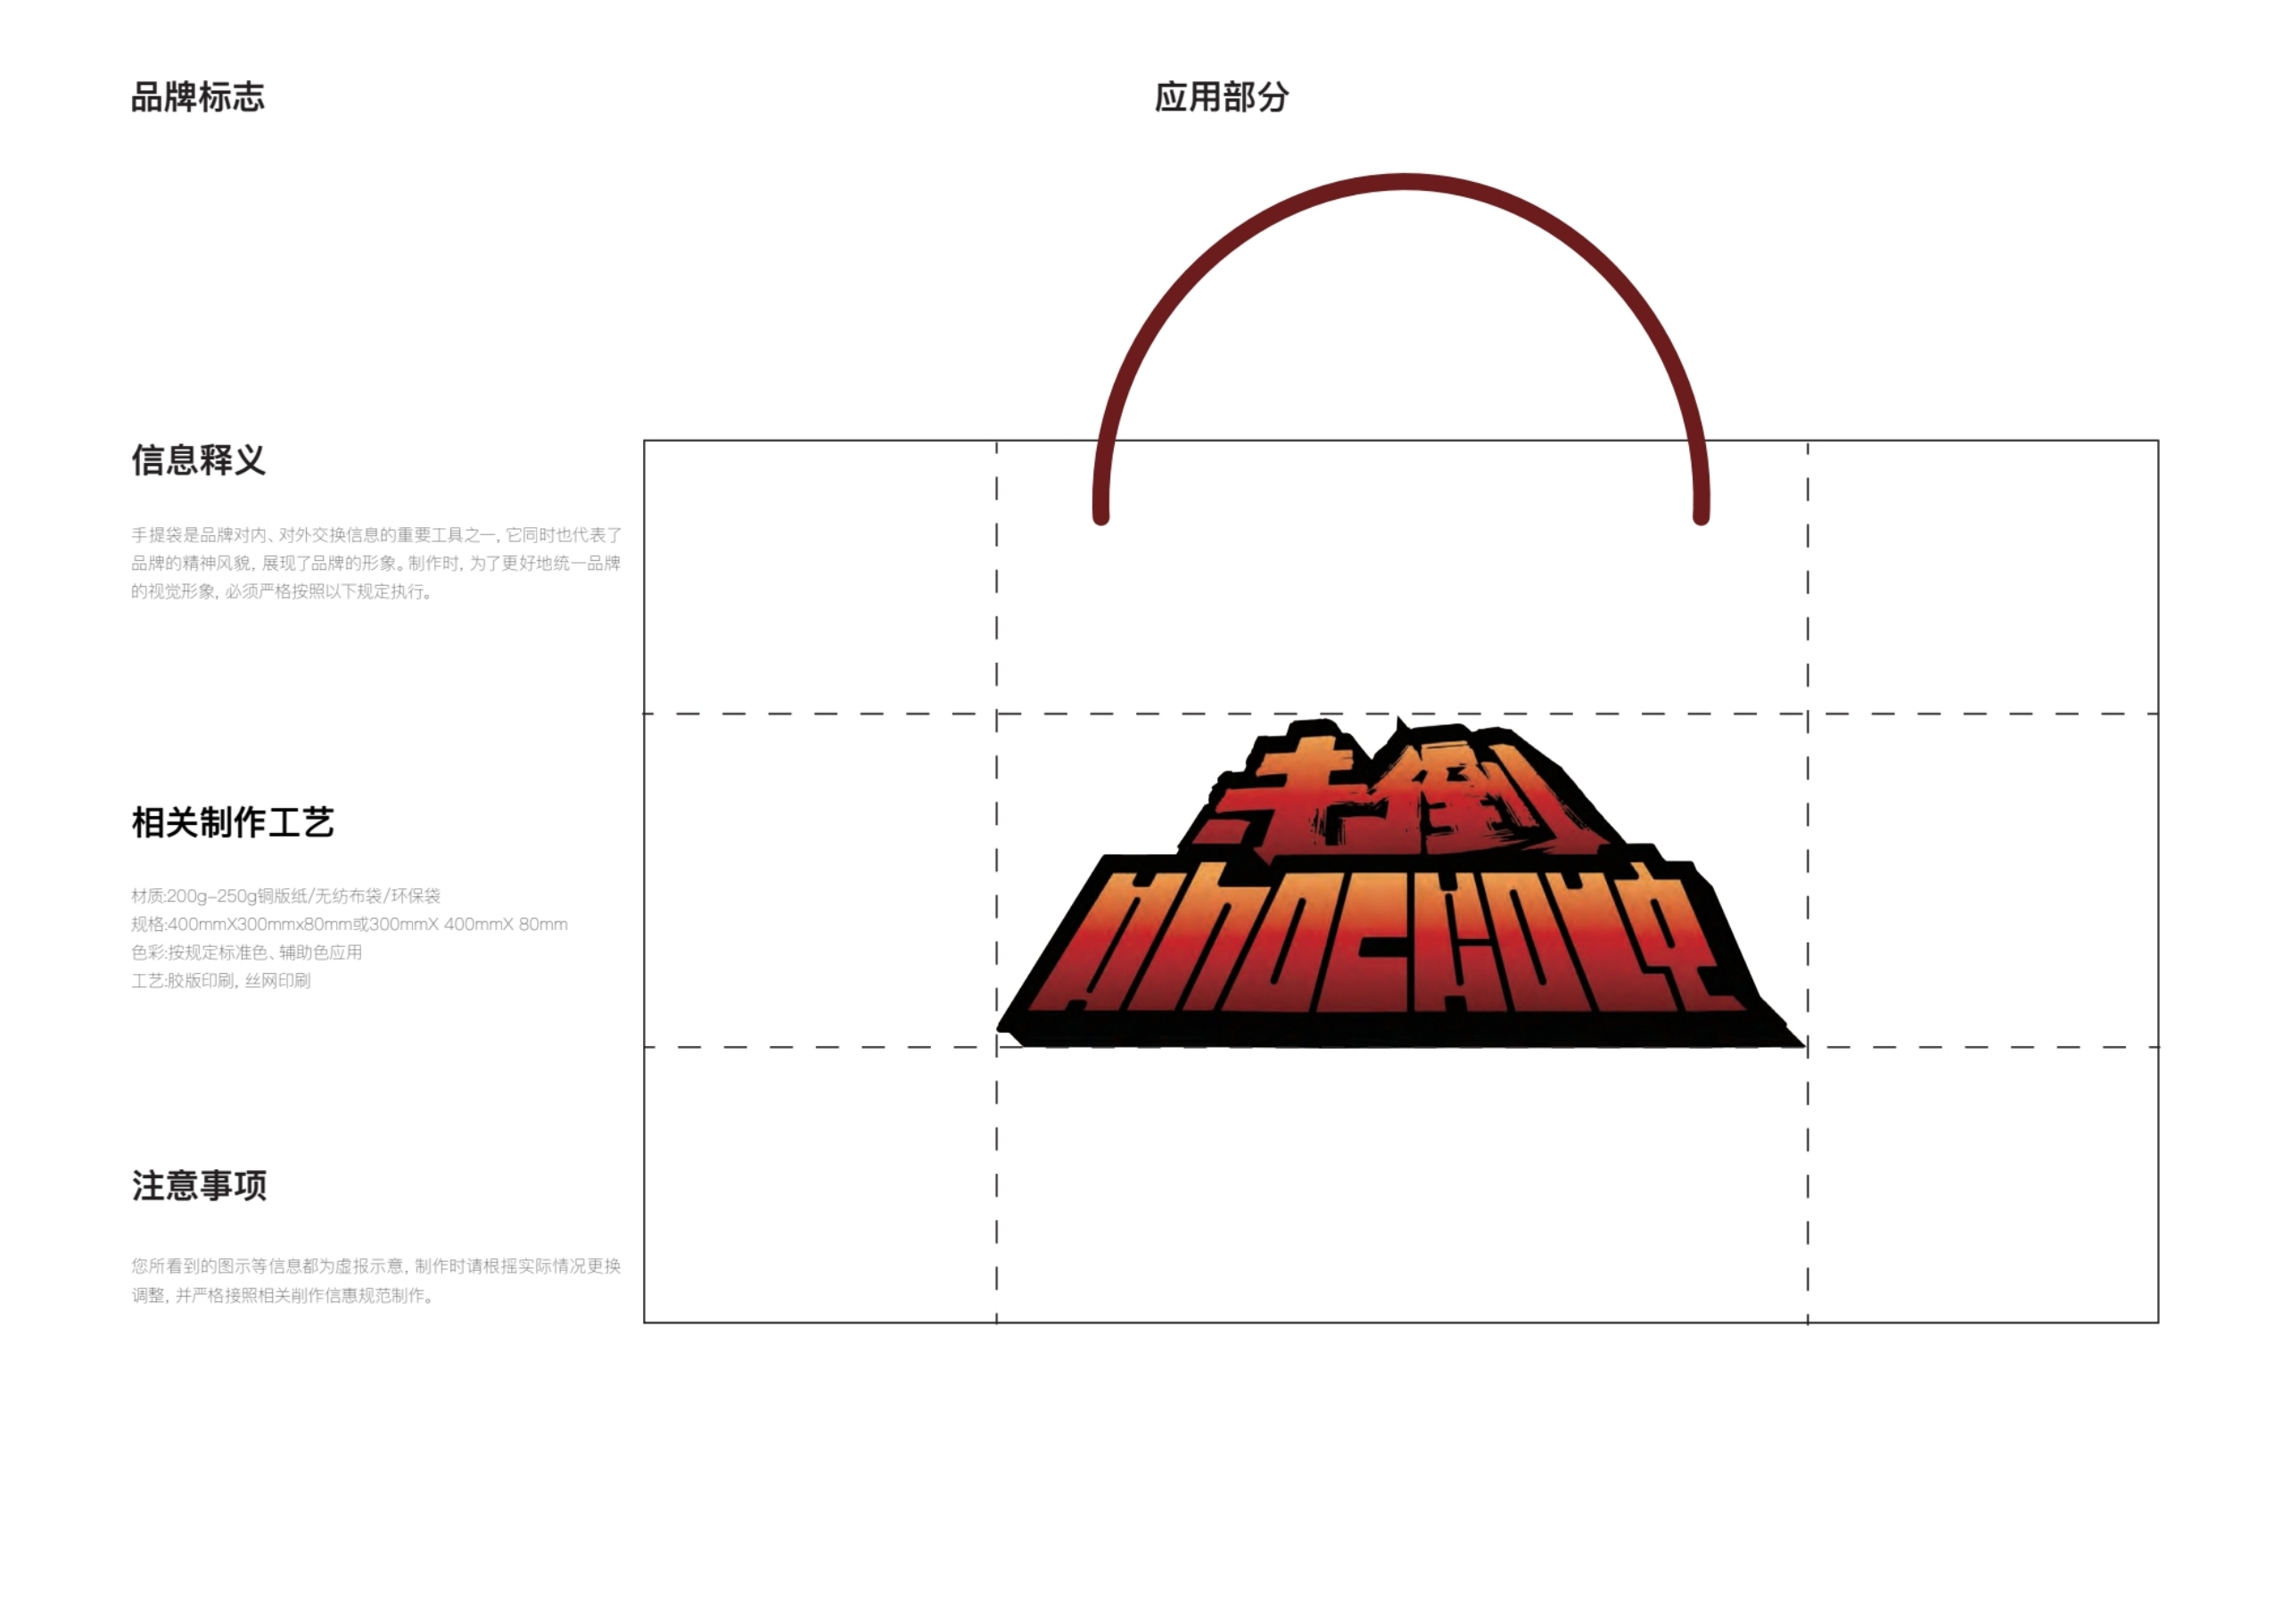 品牌标志
应用部分
信息释义
手提袋是品牌对内、对外交换信息的重要工具之一, 它同时也代表了
品牌的精神风貌, 展现了品牌的形象。制作时, 为了更好地统一品牌
的视觉形象, 必须严格按照以下规定执行。
相关制作工艺
材质:200g-250g铜版纸/无纺布袋/环保袋
规格:400mmX300mmx80mm或300mmX 400mmX 80mm
色彩:按规定标准色、辅助色应用
工艺:胶版印刷, 丝网印刷
注意事项
您所看到的图示等信息都为虚报示意, 制作时请根摇实际情况更换
调整, 并严格接照相关削作信惠规范制作。